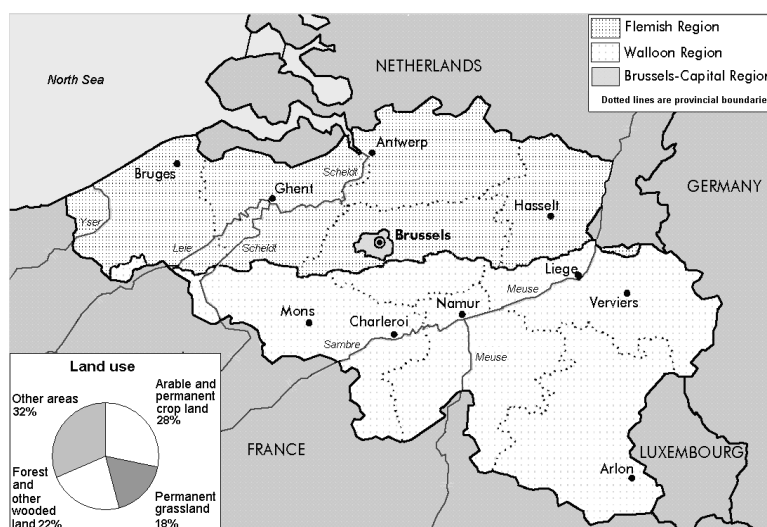 Flemish Region
Walloon Region
Brussels-Capital Region
Dotted lines are provincial boundaries
North Sea
NETHERLANDS
GERMANY
Antwerp
Bruges
Scheldt
Ghent
Hasselt
Yser
Brussels
Leie
Scheldt
Liege
Meuse
Verviers
Mons
Namur
Charleroi
Sambre
Meuse
FRANCE
LUXEMBOURG
Arlon
Land use
Other areas
32%
Arable and
permanent
crop land
28%
Forest and
other
wooded
land 22%
Permanent
grassland
18%